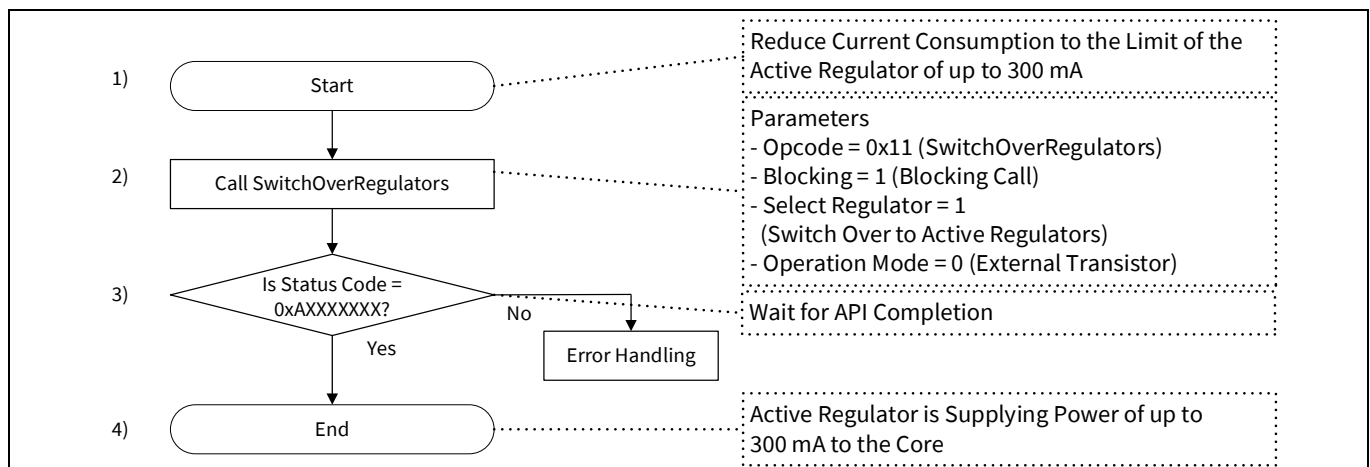 1)
Start
Reduce Current Consumption to the Limit of the
Active Regulator of up to 300 mA
2)
Call SwitchOverRegulators
Parameters
- Opcode = 0x11 (SwitchOverRegulators)
- Blocking = 1 (Blocking Call)
- Select Regulator = 1
(Switch Over to Active Regulators)
- Operation Mode = 0 (External Transistor)
3)
Is Status Code =
0xAXXXXXXX?
No
Yes
Wait for API Completion
Error Handling
4)
End
Active Regulator is Supplying Power of up to
300 mA to the Core